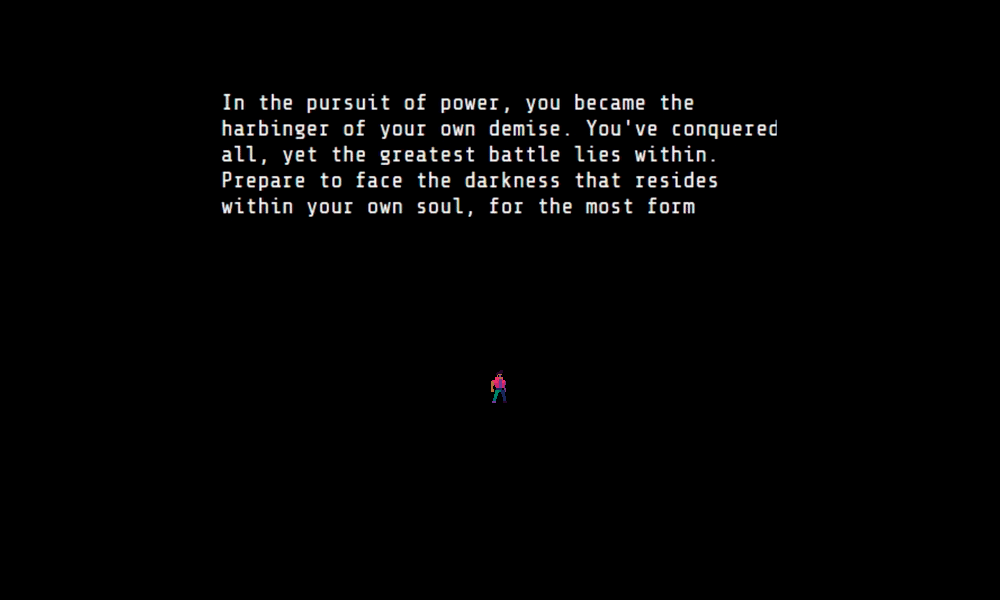 In the pursuit of power, you became the
harbinger of your own demise. You've conquered
all, yet the greatest battle lies within.
Prepare to face the darkness that resides
within your own soul, for the most form